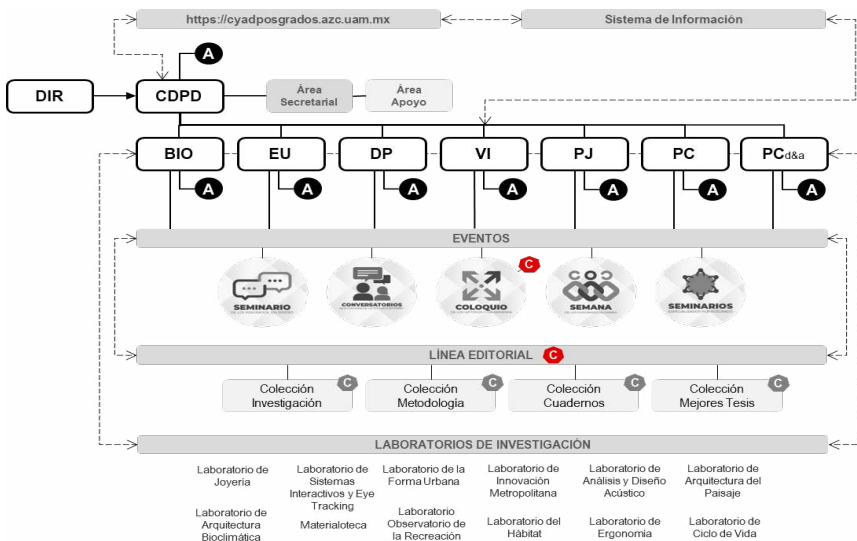 https://cyadposgrados.azc.uam.mx
Sistema de Información
A
DIR
CDPD
Área
Secretarial
Área
Apoyo
BIO
EU
DP
VI
PJ
PC
PCd&a
A
A
A
A
A
A
A
EVENTOS
C
SEMINARIO
CONVERSATORIOS
COLOQUIO
SEMANA
SEMINARIOS
LÍNEA EDITORIAL
C
Colección
Investigación
C
Colección
Metodología
C
Colección
Cuadernos
C
Colección
Mejores Tesis
C
LABORATORIOS DE INVESTIGACIÓN
Laboratorio de
Joyería
Laboratorio de
Sistemas
Interactivos y Eye
Tracking
Laboratorio de la
Forma Urbana
Laboratorio de
Innovación
Metropolitana
Laboratorio de
Análisis y Diseño
Acústico
Laboratorio de
Arquitectura del
Paisaje
Laboratorio de
Arquitectura
Bioclimática
Materialoteca
Laboratorio
Observatorio de
la Recreación
Laboratorio del
Hàbitat
Laboratorio de
Ergonomia
Laboratorio de
Ciclo de Vida